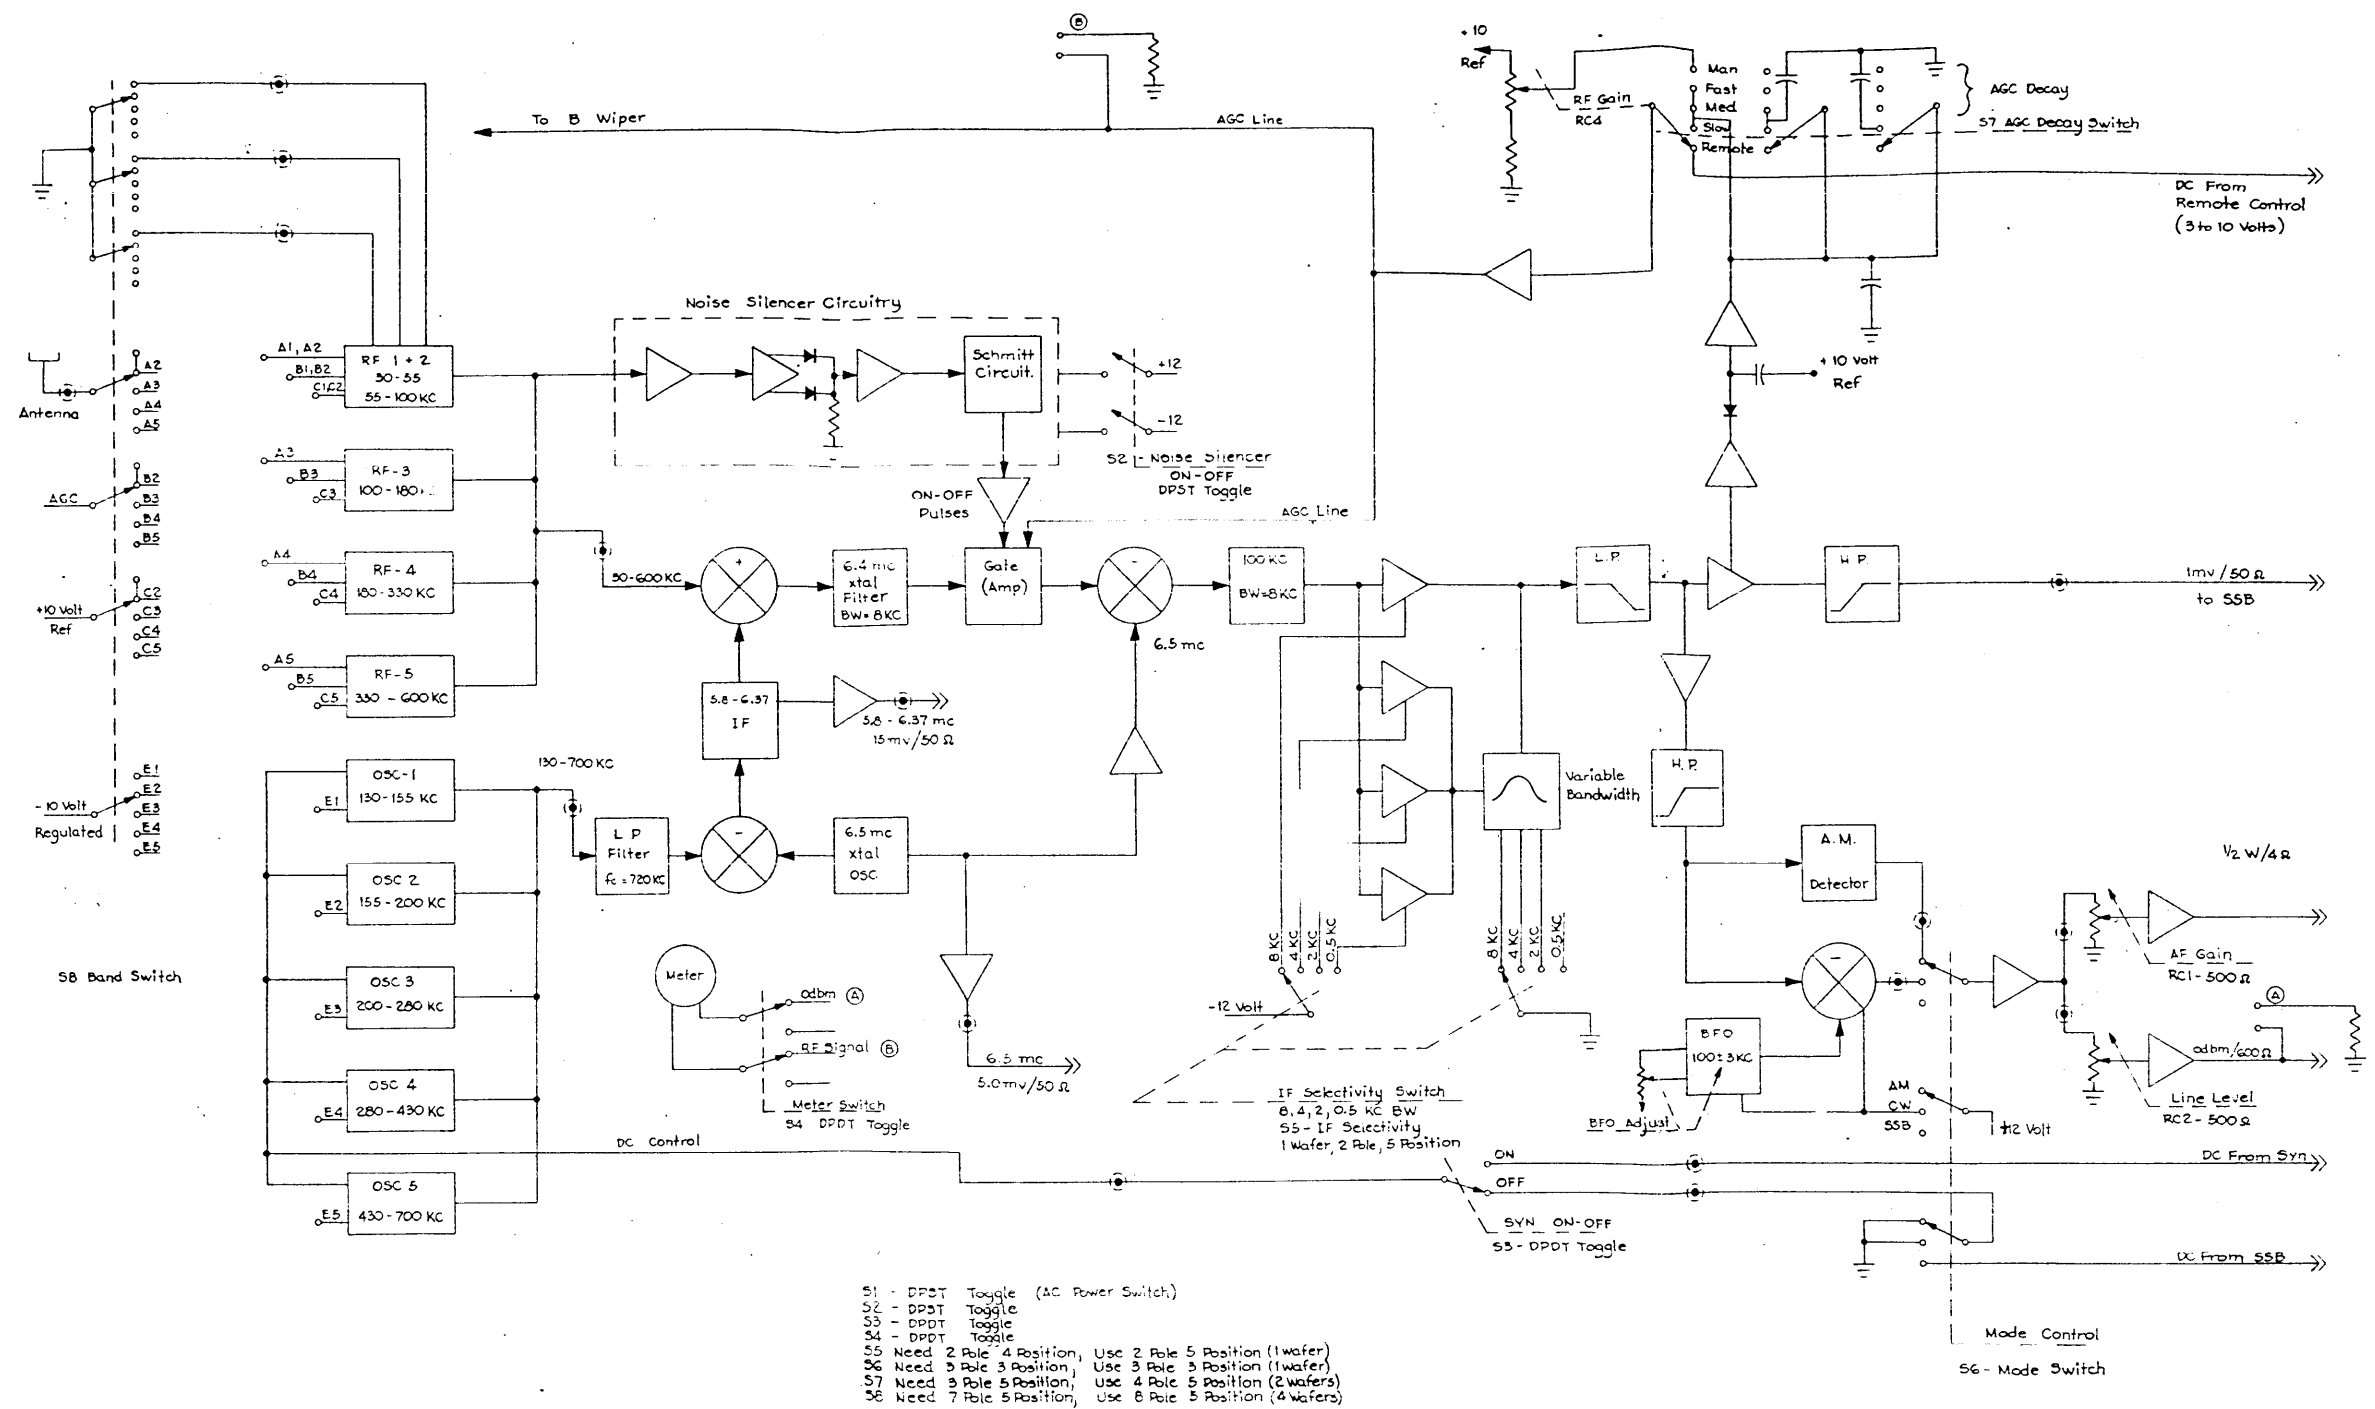 B
+10
Ref
To B Wiper
AGC Line
RF Gain
RC4
Man
Fast
Med
Slow
Remote
AGC Decay
S7 AGC Decay Switch
DC From
Remote Control
(3 to 10 Volts)
Noise Silencer Circuitry
Schmitt
Circuit.
+12
-12
S2 - Noise Silencer
ON-OFF
DPST Toggle
ON-OFF
Pulses
AGC Line
+10 Volt
Ref
Antenna
A2
A3
A4
A5
AGC
B2
B3
B4
B5
+10 Volt
Ref
C2
C3
C4
C5
-10 Volt
Regulated
E1
E2
E3
E4
E5
S8 Band Switch
A1, A2
B1, B2
C1, C2
RF 1 + 2
30-55
55-100 KC
A3
B3
C3
RF-3
100-180
A4
B4
C4
RF-4
180-330 KC
A5
B5
C5
RF-5
330 - 600 KC
30-600 KC
+
6.4 mc
xtal
Filter
BW= 8 KC
Gate
(Amp)
-
6.5 mc
100 KC
BW=8 KC
L.P.
H.P.
1mv/50 Ω
to SSB
5.8-6.37
IF
5.8 - 6.37 mc
15 mv/50 Ω
Variable
Bandwidth
H.P.
OSC-1
130-155 KC
E1
130-700 KC
OSC 2
155-200 KC
E2
OSC 3
200-280 KC
E3
OSC 4
280-430 KC
E4
OSC 5
430-700 KC
E5
L P
Filter
fc = 720 KC
-
6.5 mc
xtal
OSC.
Meter
0dbm A
RF Signal B
Meter Switch
S4 DPDT Toggle
6.5 mc
5.0 mv/50 Ω
8 KC
4 KC
2 KC
0.5 KC
8 KC
4 KC
2 KC
0.5 KC
-12 Volt
IF Selectivity Switch
8, 4, 2, 0.5 KC BW
S5 - IF Selectivity
1 Wafer, 2 Pole, 5 Position
A.M.
Detector
-
BFO
100±3 KC
BFO Adjust
AM
CW
SSB
+12 Volt
1/2 W/4 Ω
AF Gain
RC1 - 500 Ω
A
0dbm/600 Ω
Line Level
RC2 - 500 Ω
DC Control
ON
OFF
DC From Syn
SYN ON-OFF
S3 - DPDT Toggle
DC From SSB
Mode Control
S6 - Mode Switch
S1 - DPST Toggle (AC Power Switch)
S2 - DPST Toggle
S3 - DPDT Toggle
S4 - DPDT Toggle
S5 Need 2 Pole 4 Position, Use 2 Pole 5 Position (1 wafer)
S6 Need 3 Pole 3 Position, Use 3 Pole 3 Position (1 wafer)
S7 Need 3 Pole 5 Position, Use 4 Pole 5 Position (2 wafers)
S8 Need 7 Pole 5 Position, Use 8 Pole 5 Position (4 wafers)